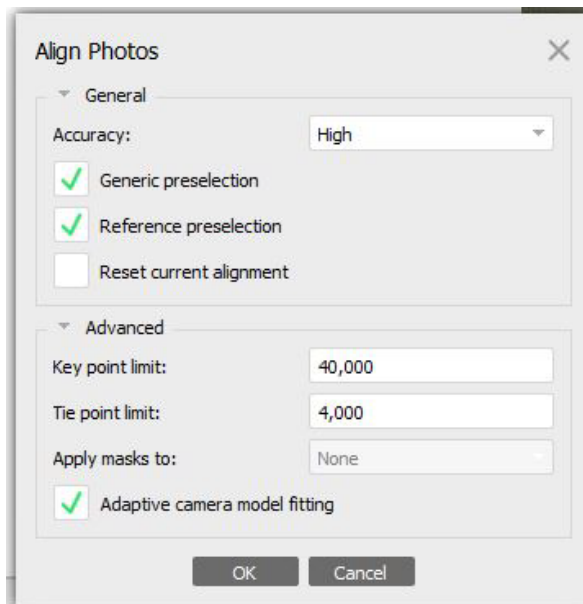 Align Photos
General
Accuracy: High
Generic preselection
Reference preselection
Reset current alignment
Advanced
Key point limit: 40,000
Tie point limit: 4,000
Apply masks to: None
Adaptive camera model fitting
OK Cancel